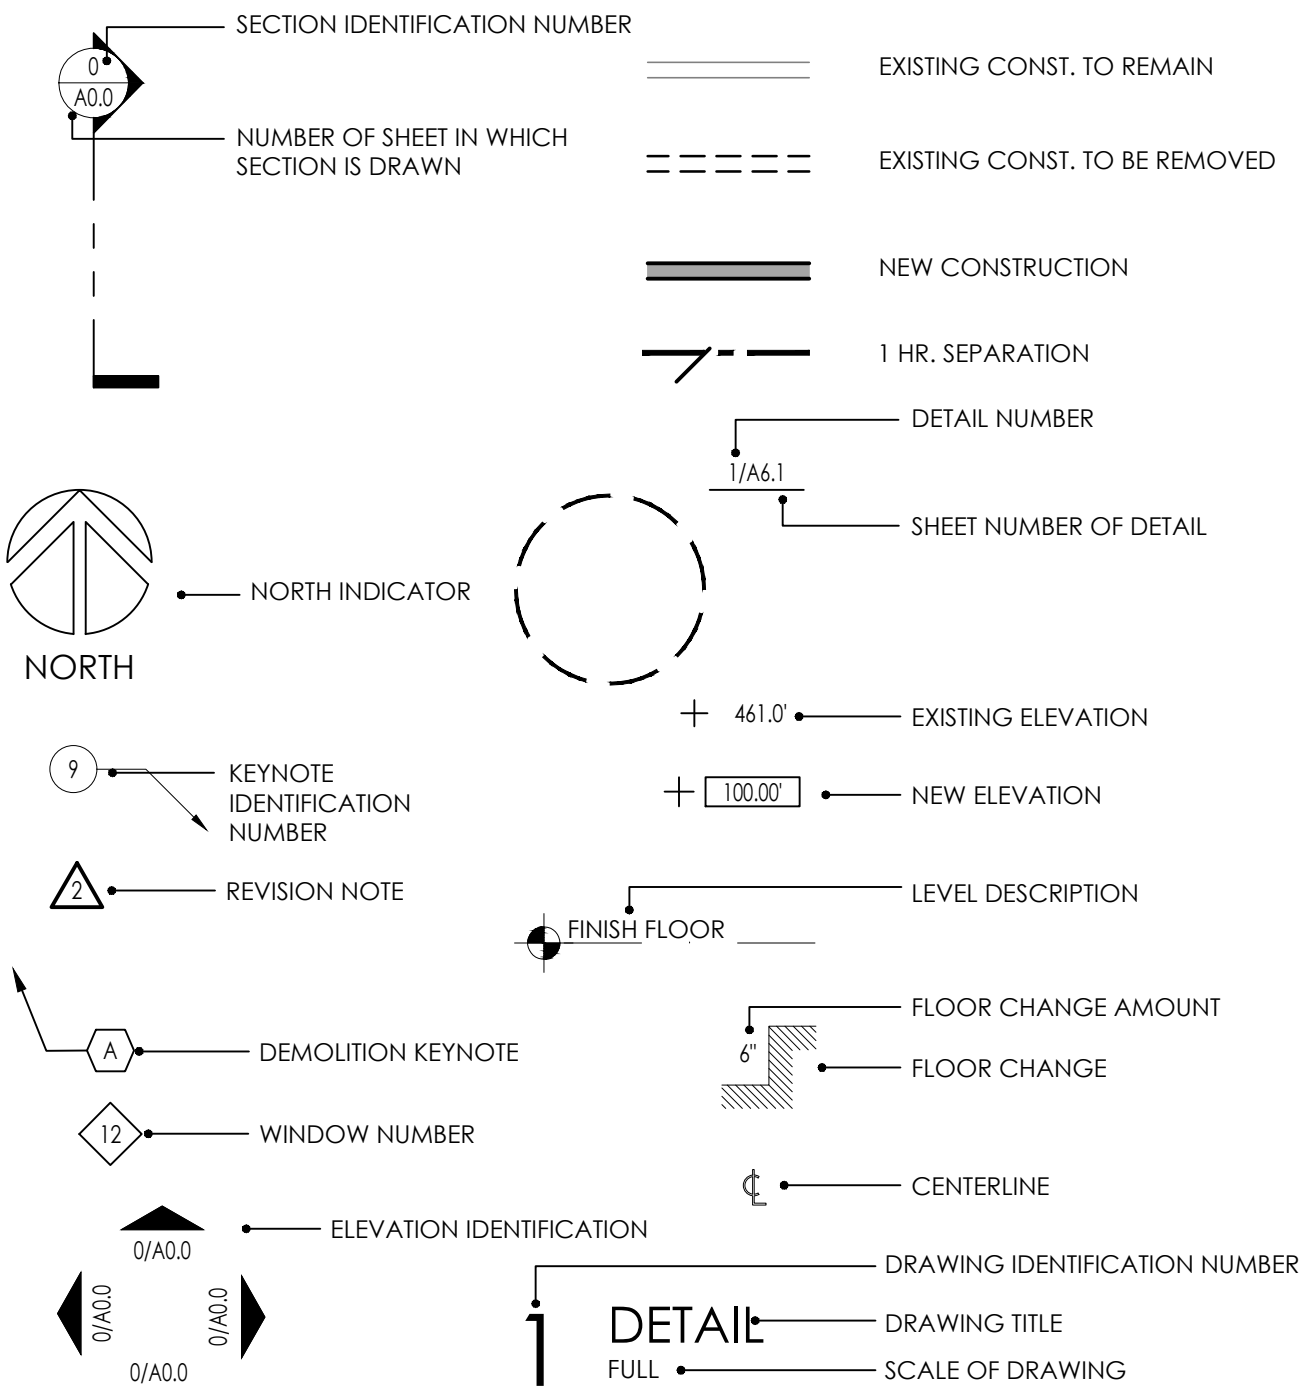 SECTION IDENTIFICATION NUMBER
0
A0.0
NUMBER OF SHEET IN WHICH
SECTION IS DRAWN
EXISTING CONST. TO REMAIN
EXISTING CONST. TO BE REMOVED
NEW CONSTRUCTION
1 HR. SEPARATION
DETAIL NUMBER
1/A6.1
SHEET NUMBER OF DETAIL
NORTH INDICATOR
NORTH
461.0'
EXISTING ELEVATION
9
KEYNOTE
IDENTIFICATION
NUMBER
100.00'
NEW ELEVATION
2
REVISION NOTE
LEVEL DESCRIPTION
FINISH FLOOR
A
DEMOLITION KEYNOTE
FLOOR CHANGE AMOUNT
6"
FLOOR CHANGE
12
WINDOW NUMBER
℄
CENTERLINE
ELEVATION IDENTIFICATION
0/A0.0
0/A0.0
0/A0.0
0/A0.0
DRAWING IDENTIFICATION NUMBER
1
DETAIL
DRAWING TITLE
FULL
SCALE OF DRAWING